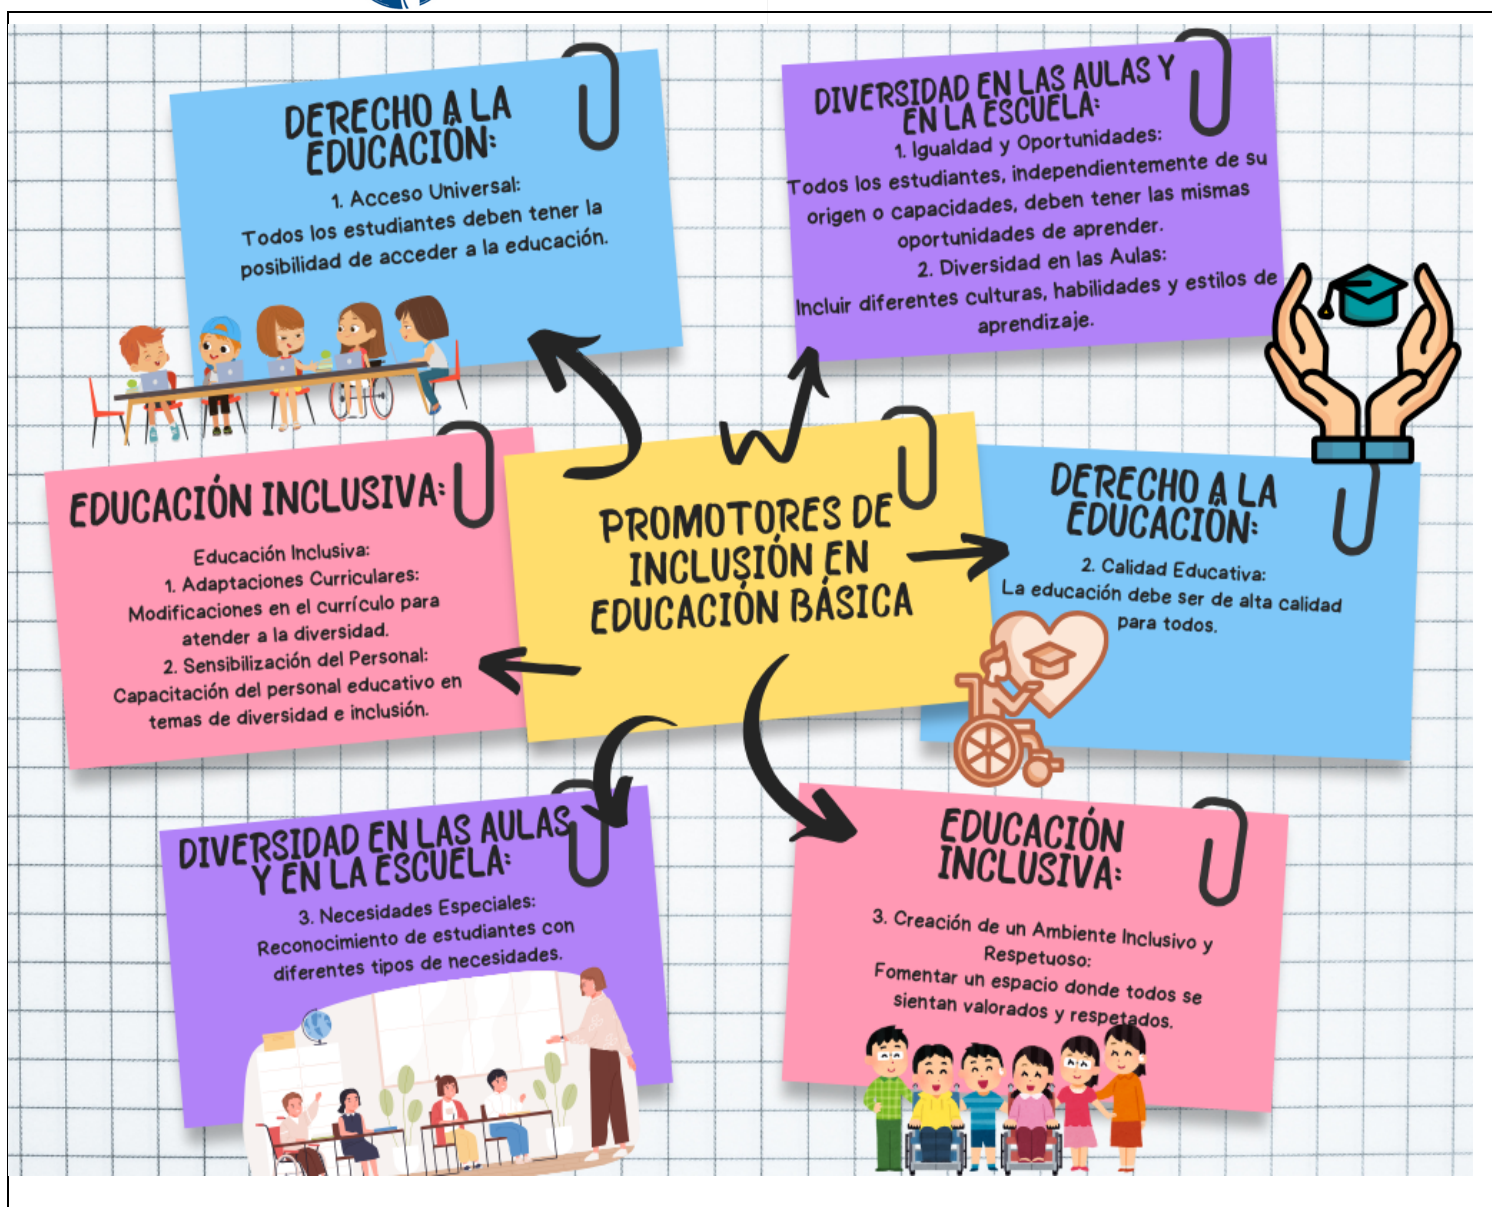 DERECHO A LA
EDUCACIÓN:
1. Acceso Universal:
Todos los estudiantes deben tener la
posibilidad de acceder a la educación.
DIVERSIDAD EN LAS AULAS Y
EN LA ESCUELA:
1. Igualdad y Oportunidades:
Todos los estudiantes, independientemente de su
origen o capacidades, deben tener las mismas
oportunidades de aprender.
2. Diversidad en las Aulas:
Incluir diferentes culturas, habilidades y estilos de
aprendizaje.
EDUCACIÓN INCLUSIVA:
Educación Inclusiva:
1. Adaptaciones Curriculares:
Modificaciones en el currículo para
atender a la diversidad.
2. Sensibilización del Personal:
Capacitación del personal educativo en
temas de diversidad e inclusión.
PROMOTORES DE
INCLUSIÓN EN
EDUCACIÓN BÁSICA
DERECHO A LA
EDUCACIÓN:
2. Calidad Educativa:
La educación debe ser de alta calidad
para todos.
DIVERSIDAD EN LAS AULAS
Y EN LA ESCUELA:
3. Necesidades Especiales:
Reconocimiento de estudiantes con
diferentes tipos de necesidades.
EDUCACIÓN
INCLUSIVA:
3. Creación de un Ambiente Inclusivo y
Respetuoso:
Fomentar un espacio donde todos se
sientan valorados y respetados.